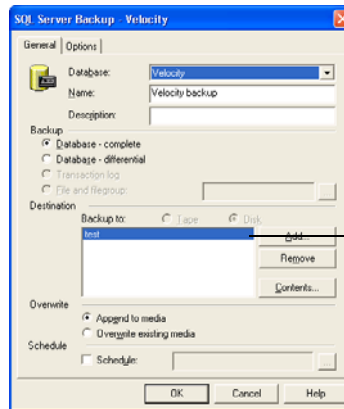 SQL Server Backup - Velocity
General Options
Database: Velocity
Name: Velocity backup
Description:
Backup
Database - complete
Database - differential
Transaction log
File and filegroup:
Destination
Backup to: Tape Disk
test
Add...
Remove
Contents...
Overwrite
Append to media
Overwrite existing media
Schedule
Schedule:
OK Cancel Help